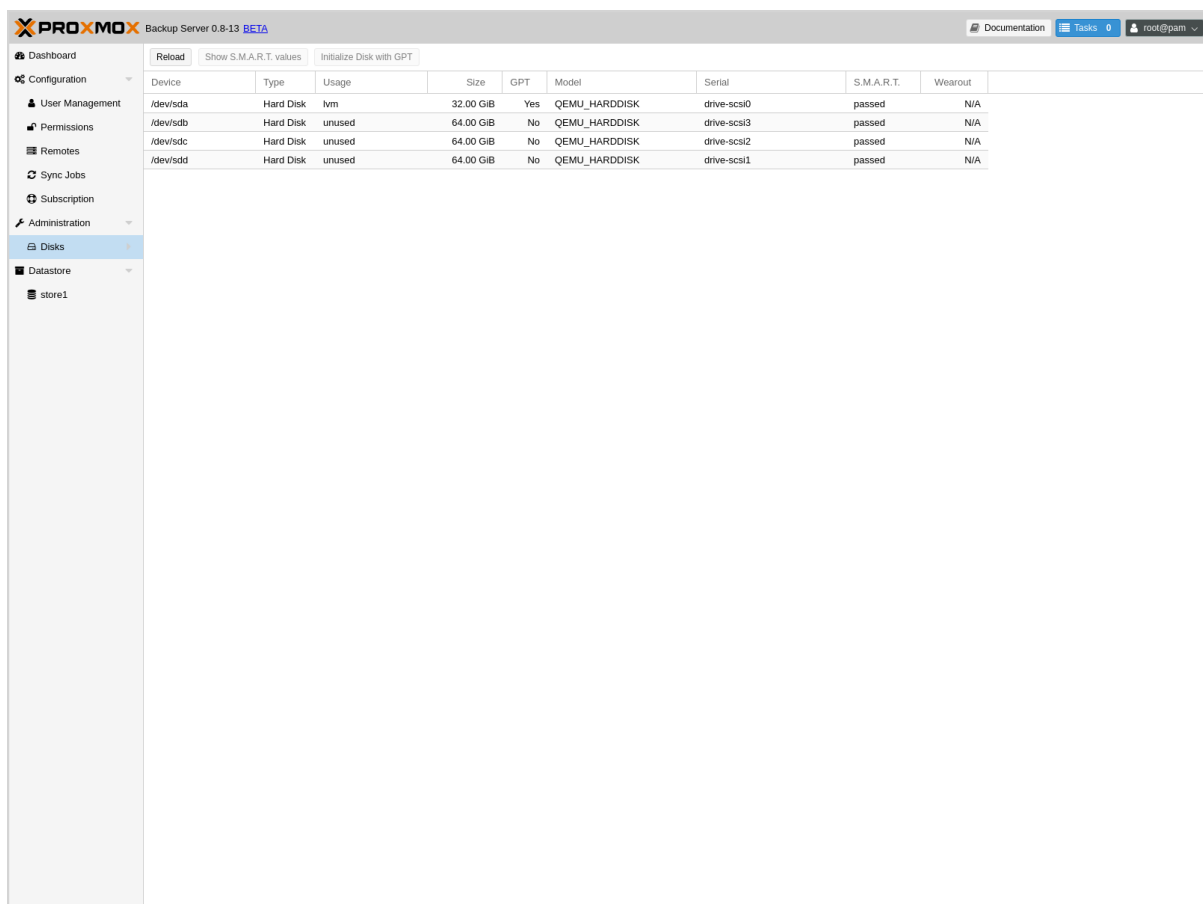 PROXMOX Backup Server 0.8-13 BETA Documentation Tasks 0 root@pam
Dashboard
Configuration
User Management
Permissions
Remotes
Sync Jobs
Subscription
Administration
Disks
Datastore
store1
Reload Show S.M.A.R.T. values Initialize Disk with GPT
Device Type Usage Size GPT Model Serial S.M.A.R.T. Wearout
/dev/sda Hard Disk lvm 32.00 GiB Yes QEMU_HARDDISK drive-scsi0 passed N/A
/dev/sdb Hard Disk unused 64.00 GiB No QEMU_HARDDISK drive-scsi3 passed N/A
/dev/sdc Hard Disk unused 64.00 GiB No QEMU_HARDDISK drive-scsi2 passed N/A
/dev/sdd Hard Disk unused 64.00 GiB No QEMU_HARDDISK drive-scsi1 passed N/A